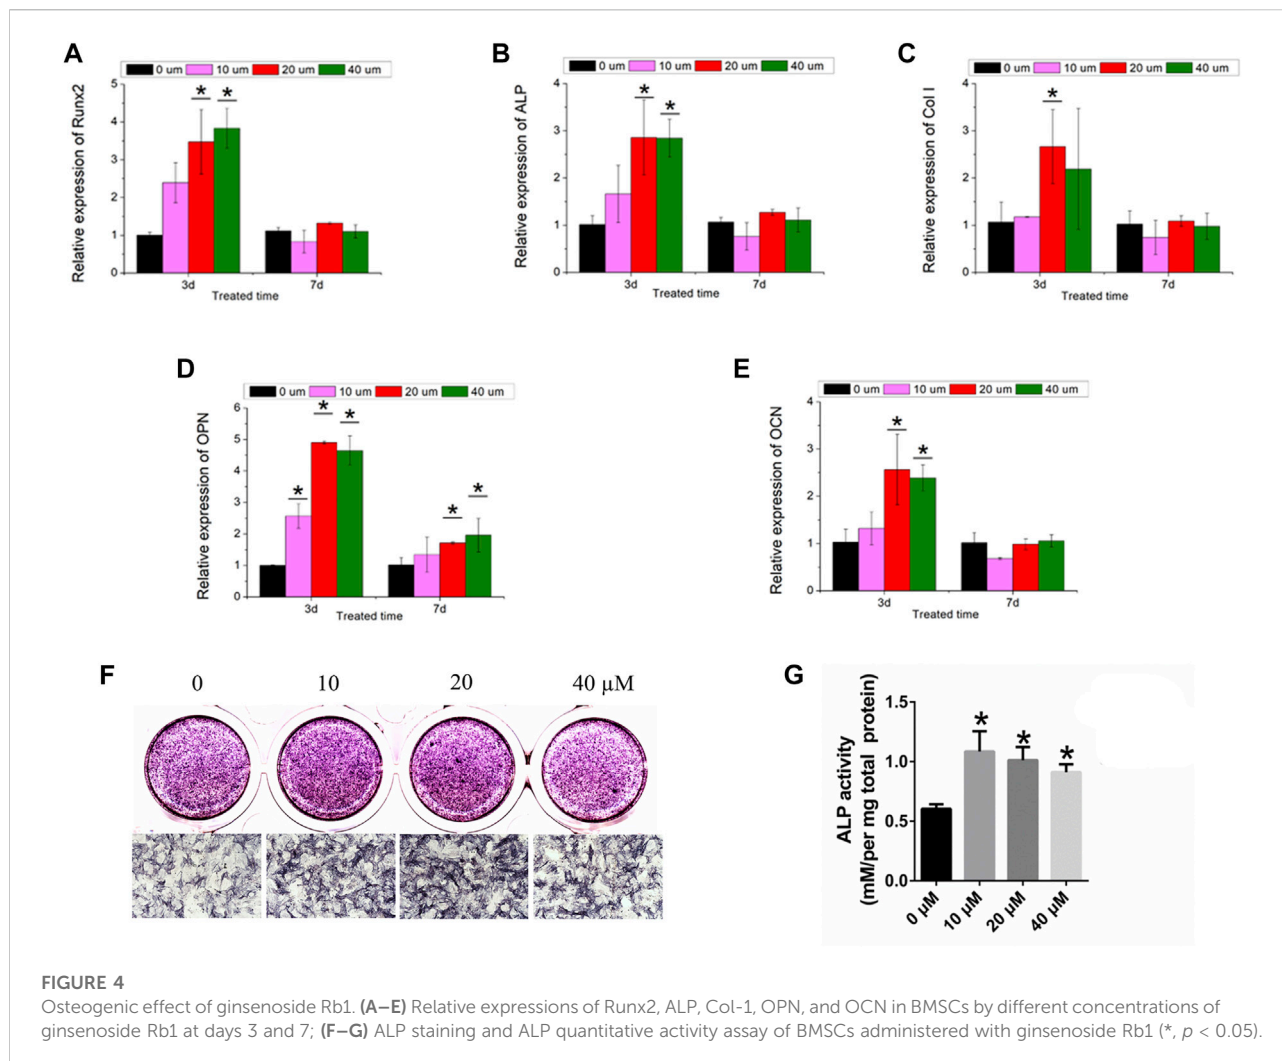 A
0 um 10 um 20 um 40 um
Relative expression of Runx2
5
4
3
2
1
0
* *
3d 7d
Treated time
B
0 um 10 um 20 um 40 um
Relative expression of ALP
4
3
2
1
0
* *
3d 7d
Treated time
C
0 um 10 um 20 um 40 um
Relative expression of Col I
4
3
2
1
0
*
3d 7d
Treated time
D
0 um 10 um 20 um 40 um
Relative expression of OPN
6
5
4
3
2
1
0
* * * * *
3d 7d
Treated time
E
0 um 10 um 20 um 40 um
Relative expression of OCN
4
3
2
1
0
* *
3d 7d
Treated time
F
0 10 20 40 µM
G
ALP activity
(mM/per mg total protein)
1.5
1.0
0.5
0.0
* * *
0 µM 10 µM 20 µM 40 µM
FIGURE 4
Osteogenic effect of ginsenoside Rb1. (A–E) Relative expressions of Runx2, ALP, Col-1, OPN, and OCN in BMSCs by different concentrations of
ginsenoside Rb1 at days 3 and 7; (F–G) ALP staining and ALP quantitative activity assay of BMSCs administered with ginsenoside Rb1 (*, p < 0.05).